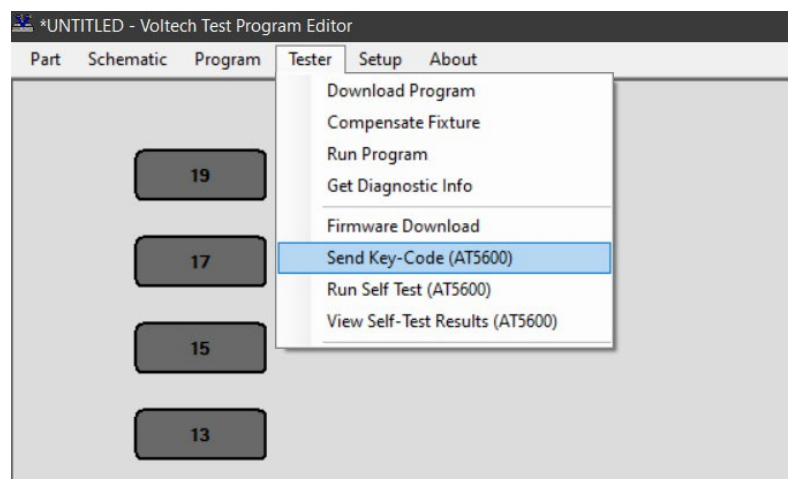 *UNTITLED - Voltech Test Program Editor
Part Schematic Program Tester Setup About
Download Program
Compensate Fixture
Run Program
Get Diagnostic Info
Firmware Download
Send Key-Code (AT5600)
Run Self Test (AT5600)
View Self-Test Results (AT5600)
19
17
15
13